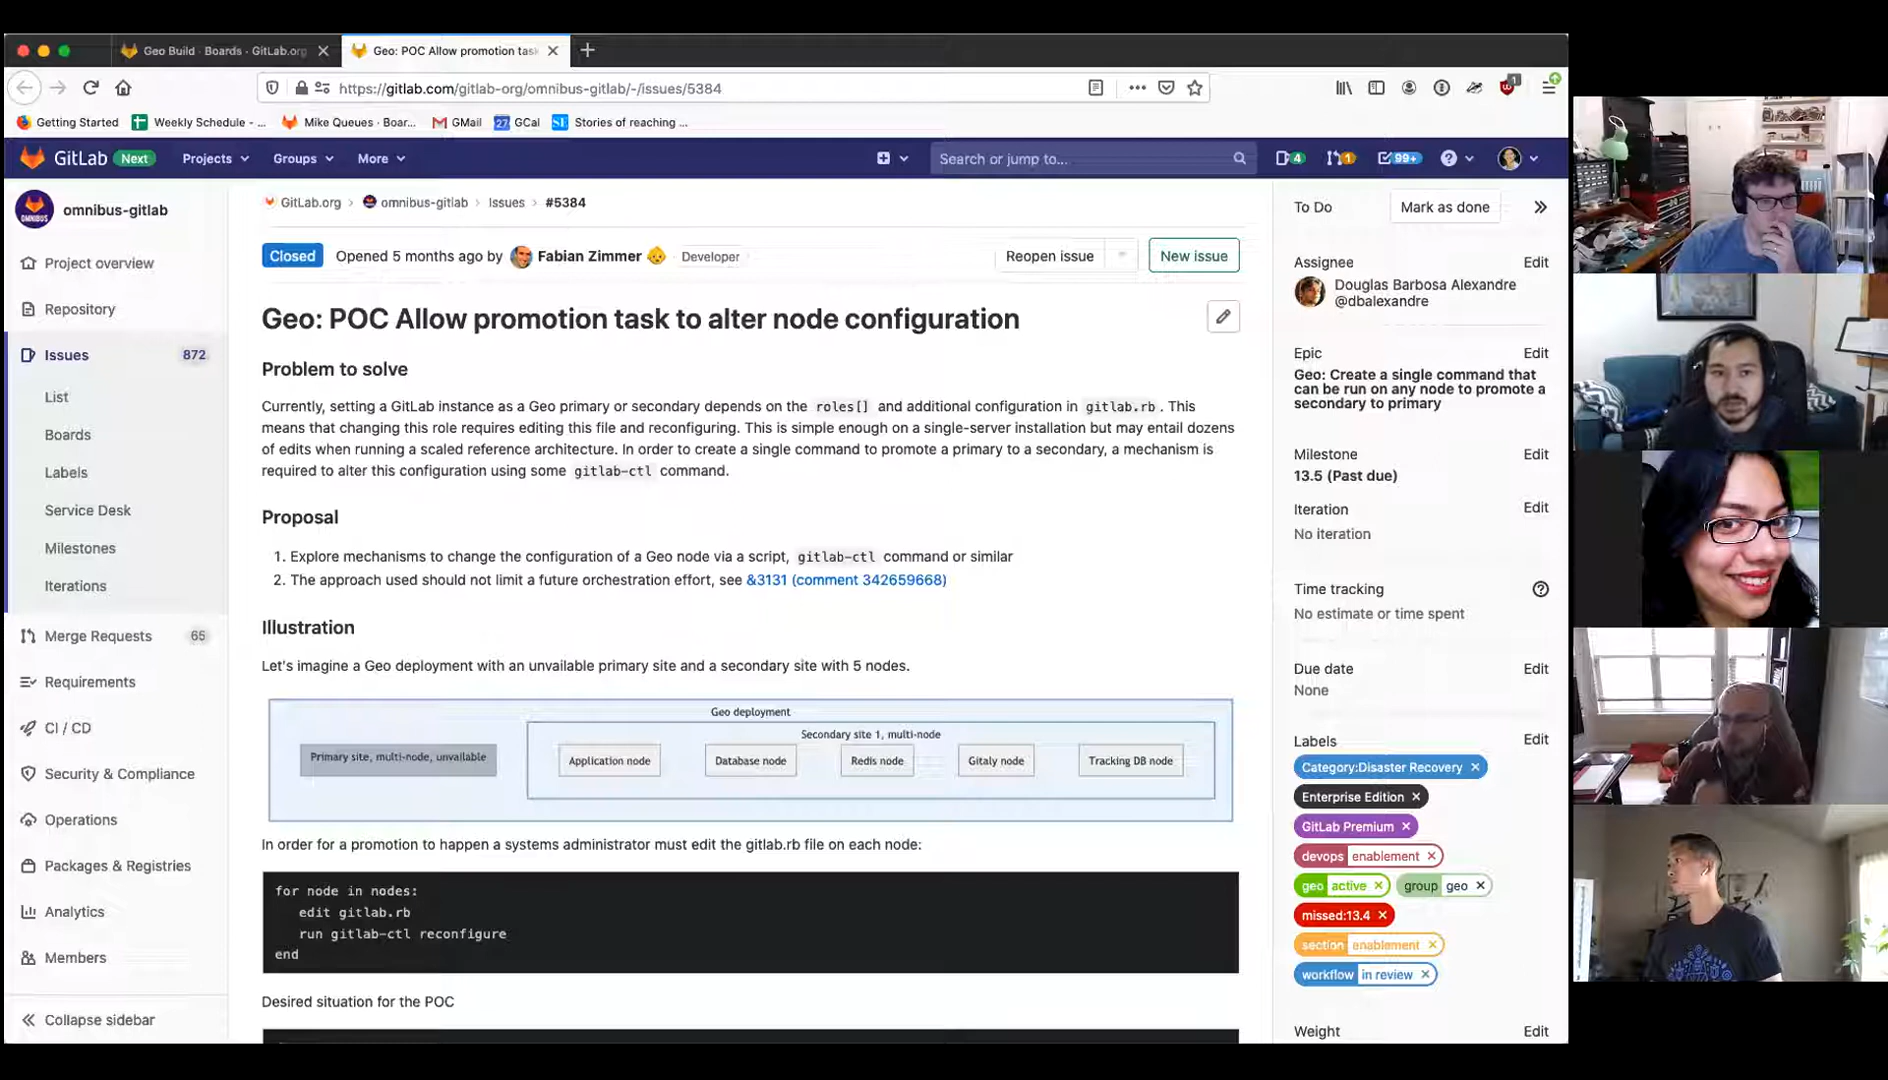 Geo Build · Boards · GitLab.org
Geo: POC Allow promotion tas
https://gitlab.com/gitlab-org/omnibus-gitlab/-/issues/5384
1
Getting Started
Weekly Schedule - ...
Mike Queues · Boar...
GMail
27
GCal
Stories of reaching ...
GitLab
Next
Projects
Groups
More
Search or jump to...
4
1
99+
OMNIBUS
omnibus-gitlab
Project overview
Repository
Issues
872
List
Boards
Labels
Service Desk
Milestones
Iterations
Merge Requests
65
Requirements
CI / CD
Security & Compliance
Operations
Packages & Registries
Analytics
Members
Collapse sidebar
GitLab.org
omnibus-gitlab
Issues
#5384
Closed
Opened 5 months ago by
Fabian Zimmer
Developer
Reopen issue
New issue
Geo: POC Allow promotion task to alter node configuration
Problem to solve
Currently, setting a GitLab instance as a Geo primary or secondary depends on the roles[] and additional configuration in gitlab.rb . This
means that changing this role requires editing this file and reconfiguring. This is simple enough on a single-server installation but may entail dozens
of edits when running a scaled reference architecture. In order to create a single command to promote a primary to a secondary, a mechanism is
required to alter this configuration using some gitlab-ctl command.
Proposal
1. Explore mechanisms to change the configuration of a Geo node via a script, gitlab-ctl command or similar
2. The approach used should not limit a future orchestration effort, see &3131 (comment 342659668)
Illustration
Let's imagine a Geo deployment with an unavailable primary site and a secondary site with 5 nodes.
Geo deployment
Secondary site 1, multi-node
Primary site, multi-node, unvailable
Application node
Database node
Redis node
Gitaly node
Tracking DB node
In order for a promotion to happen a systems administrator must edit the gitlab.rb file on each node:
for node in nodes:
edit gitlab.rb
run gitlab-ctl reconfigure
end
Desired situation for the POC
To Do
Mark as done
Assignee
Edit
Douglas Barbosa Alexandre
@dbalexandre
Epic
Edit
Geo: Create a single command that
can be run on any node to promote a
secondary to primary
Milestone
Edit
13.5 (Past due)
Iteration
Edit
No iteration
Time tracking
No estimate or time spent
Due date
Edit
None
Labels
Edit
Category:Disaster Recovery
Enterprise Edition
GitLab Premium
devops enablement
geo active
group geo
missed:13.4
section enablement
workflow in review
Weight
Edit